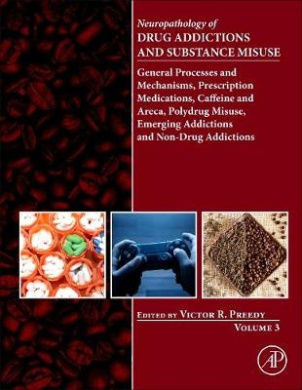 Neuropathology of
DRUG ADDICTIONS
AND SUBSTANCE MISUSE
General Processes and
Mechanisms, Prescription
Medications, Caffeine and
Areca, Polydrug Misuse,
Emerging Addictions
and Non-Drug Addictions
EDITED BY VICTOR R. PREEDY
VOLUME 3